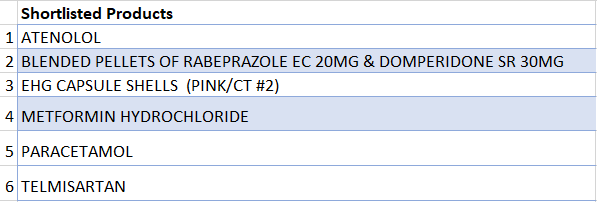 Shortlisted Products
1 ATENOLOL
2 BLENDED PELLETS OF RABEPRAZOLE EC 20MG & DOMPERIDONE SR 30MG
3 EHG CAPSULE SHELLS (PINK/CT #2)
4 METFORMIN HYDROCHLORIDE
5 PARACETAMOL
6 TELMISARTAN